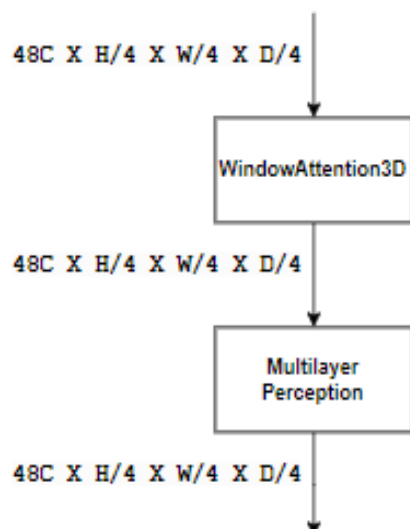 48C X H/4 X W/4 X D/4
WindowAttention3D
48C X H/4 X W/4 X D/4
Multilayer
Perception
48C X H/4 X W/4 X D/4